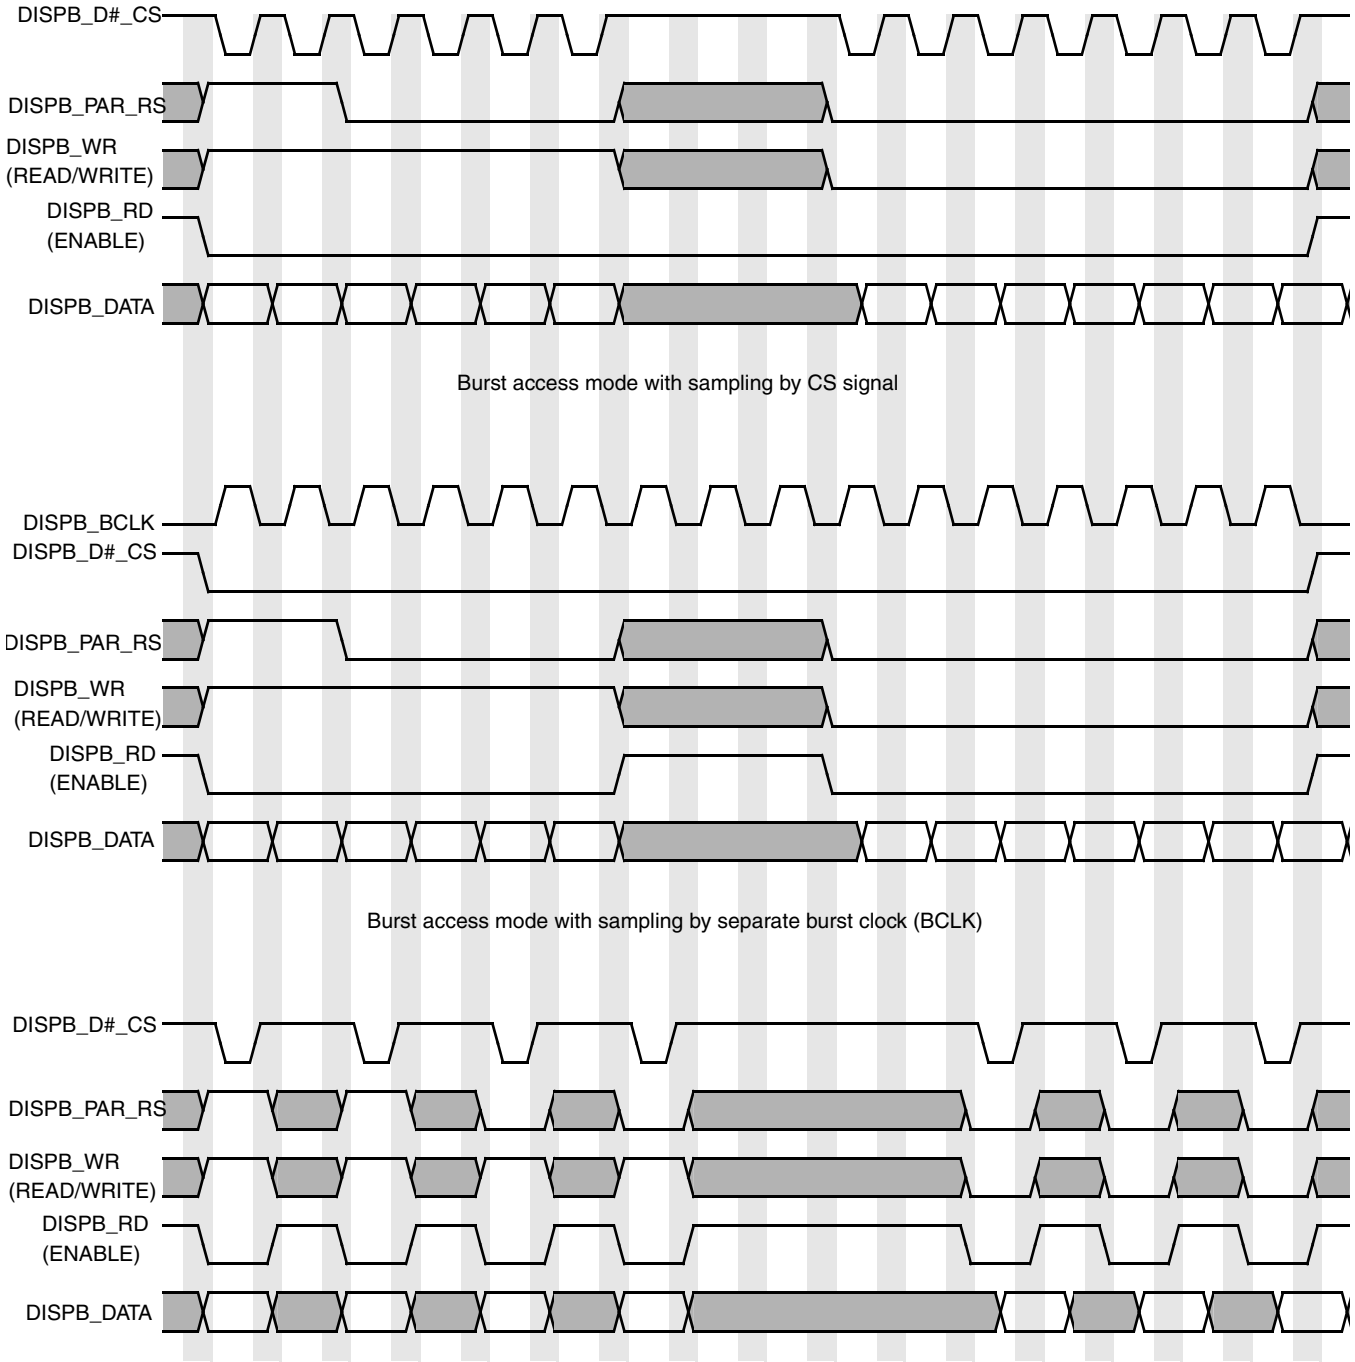 DISPB_D#_CS
DISPB_PAR_RS
DISPB_WR
(READ/WRITE)
DISPB_RD
(ENABLE)
DISPB_DATA
Burst access mode with sampling by CS signal
DISPB_BCLK
DISPB_D#_CS
DISPB_PAR_RS
DISPB_WR
(READ/WRITE)
DISPB_RD
(ENABLE)
DISPB_DATA
Burst access mode with sampling by separate burst clock (BCLK)
DISPB_D#_CS
DISPB_PAR_RS
DISPB_WR
(READ/WRITE)
DISPB_RD
(ENABLE)
DISPB_DATA